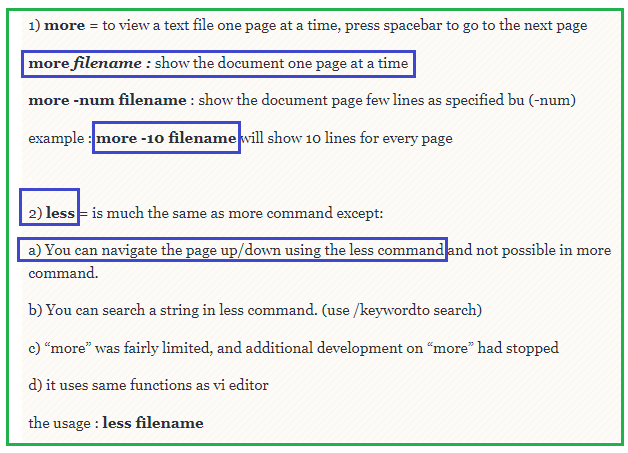 1) more = to view a text file one page at a time, press spacebar to go to the next page
more filename : show the document one page at a time
more -num filename : show the document page few lines as specified bu (-num)
example : more -10 filename will show 10 lines for every page
2) less = is much the same as more command except:
a) You can navigate the page up/down using the less command and not possible in more
command.
b) You can search a string in less command. (use /keywordto search)
c) “more” was fairly limited, and additional development on “more” had stopped
d) it uses same functions as vi editor
the usage : less filename